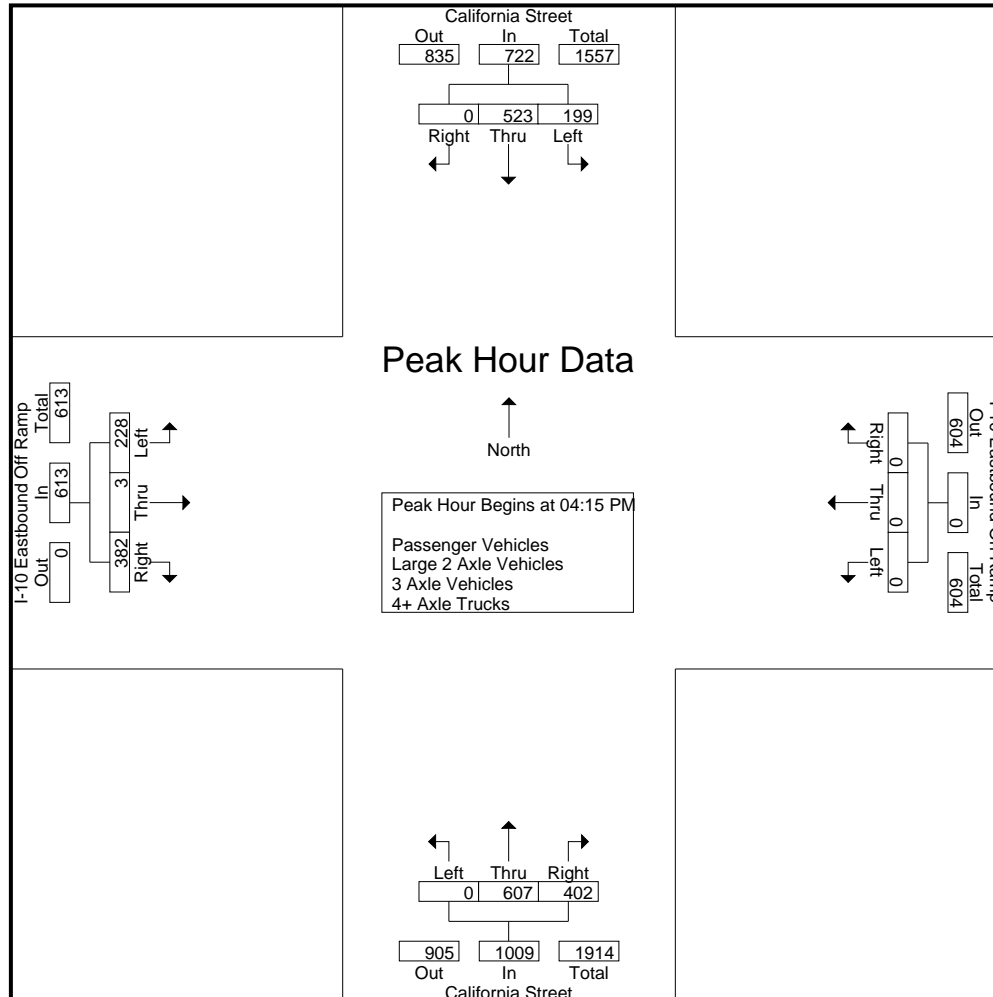 California Street
Out In Total
835 722 1557
0 523 199
Right Thru Left
Peak Hour Data
North
Peak Hour Begins at 04:15 PM
Passenger Vehicles
Large 2 Axle Vehicles
3 Axle Vehicles
4+ Axle Trucks
I-10 Eastbound Off Ramp
Out In Total
0 613 613
Left Thru Right
228 3 382
Out In Total
604 0 604
Right Thru Left
0 0 0
Left Thru Right
0 607 402
905 1009 1914
Out In Total
California Street